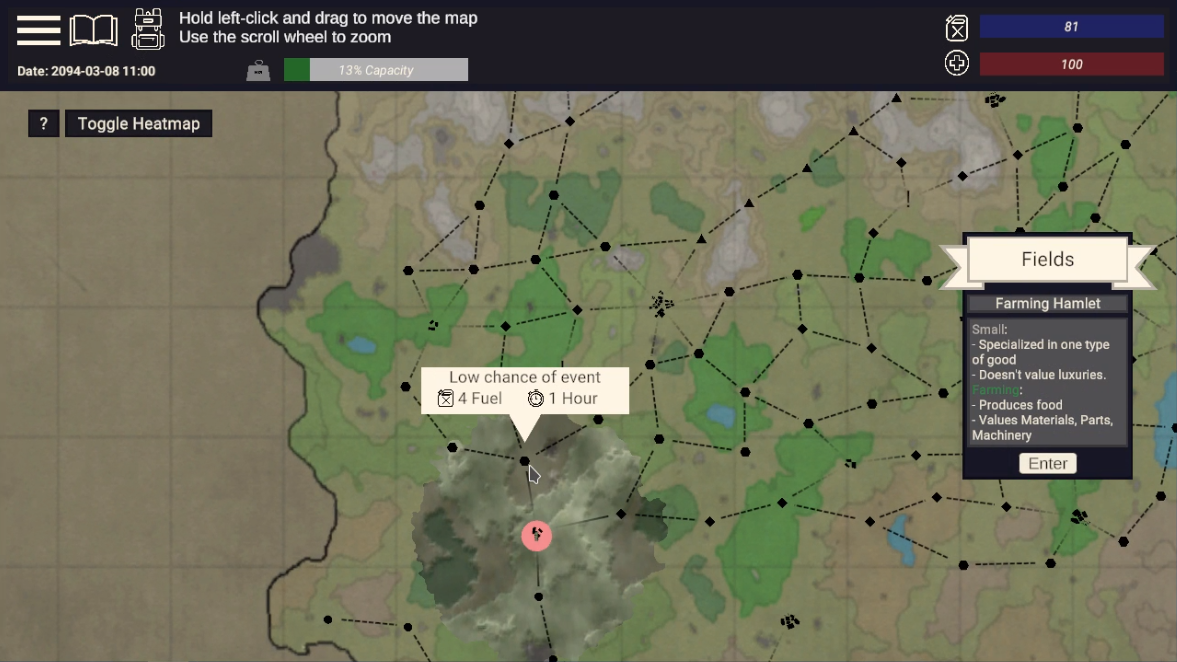 Hold left-click and drag to move the map
Use the scroll wheel to zoom
Date: 2094-03-08 11:00
13% Capacity
81
100
?
Toggle Heatmap
Low chance of event
4 Fuel
1 Hour
Fields
Farming Hamlet
Small:
- Specialized in one type
of good
- Doesn't value luxuries.
Farming:
- Produces food
- Values Materials, Parts,
Machinery
Enter